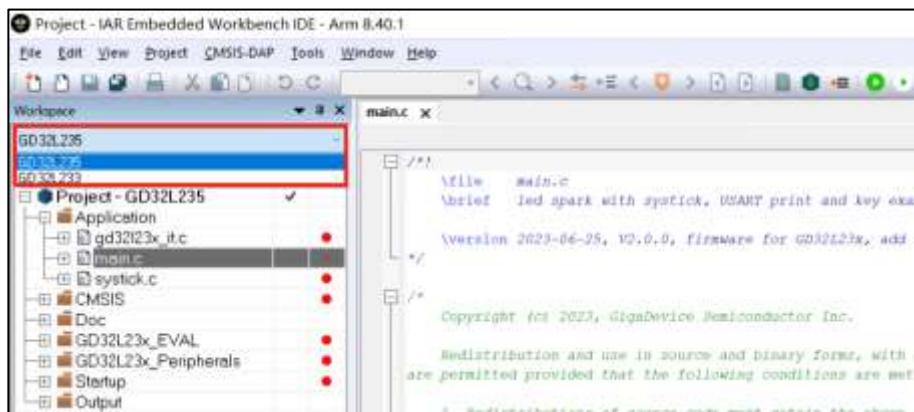 Project - IAR Embedded Workbench IDE - Arm 8.40.1
File Edit View Project CMSIS-DAP Tools Window Help
Workspace
main.c
GD32L235
GD32L235
GD32L233
Project - GD32L235
Application
gd32l23x_it.c
main.c
systick.c
CMSIS
Doc
GD32L23x_EVAL
GD32L23x_Peripherals
Startup
Output
/*!
\file main.c
\brief led spark with systick, USART print and key exa
\version 2023-06-25, V2.0.0, firmware for GD32L23x, add
*/
/*
Copyright (c) 2023, GigaDevice Semiconductor Inc.
Redistribution and use in source and binary forms, with
are permitted provided that the following conditions are met